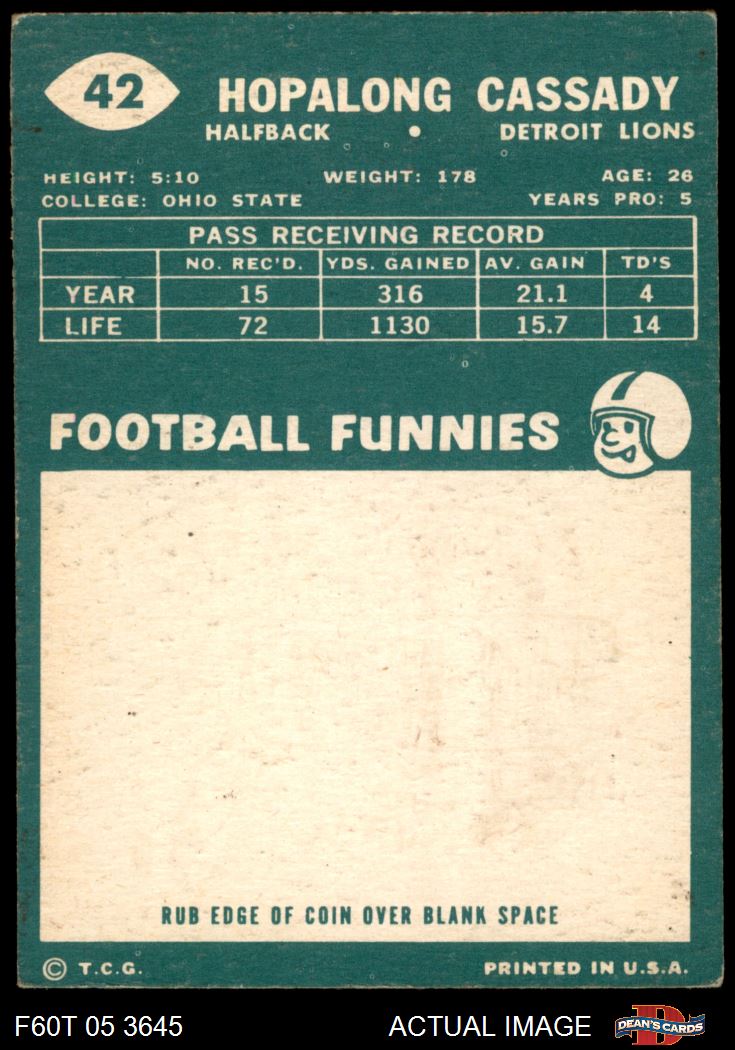 42
HOPALONG CASSADY
HALFBACK • DETROIT LIONS
HEIGHT: 5:10 WEIGHT: 178 AGE: 26
COLLEGE: OHIO STATE YEARS PRO: 5
PASS RECEIVING RECORD
NO. REC'D. YDS. GAINED AV. GAIN TD'S
YEAR 15 316 21.1 4
LIFE 72 1130 15.7 14
FOOTBALL FUNNIES
RUB EDGE OF COIN OVER BLANK SPACE
© T.C.G. PRINTED IN U.S.A.
F60T 05 3645 ACTUAL IMAGE D DEAN'S CARDS